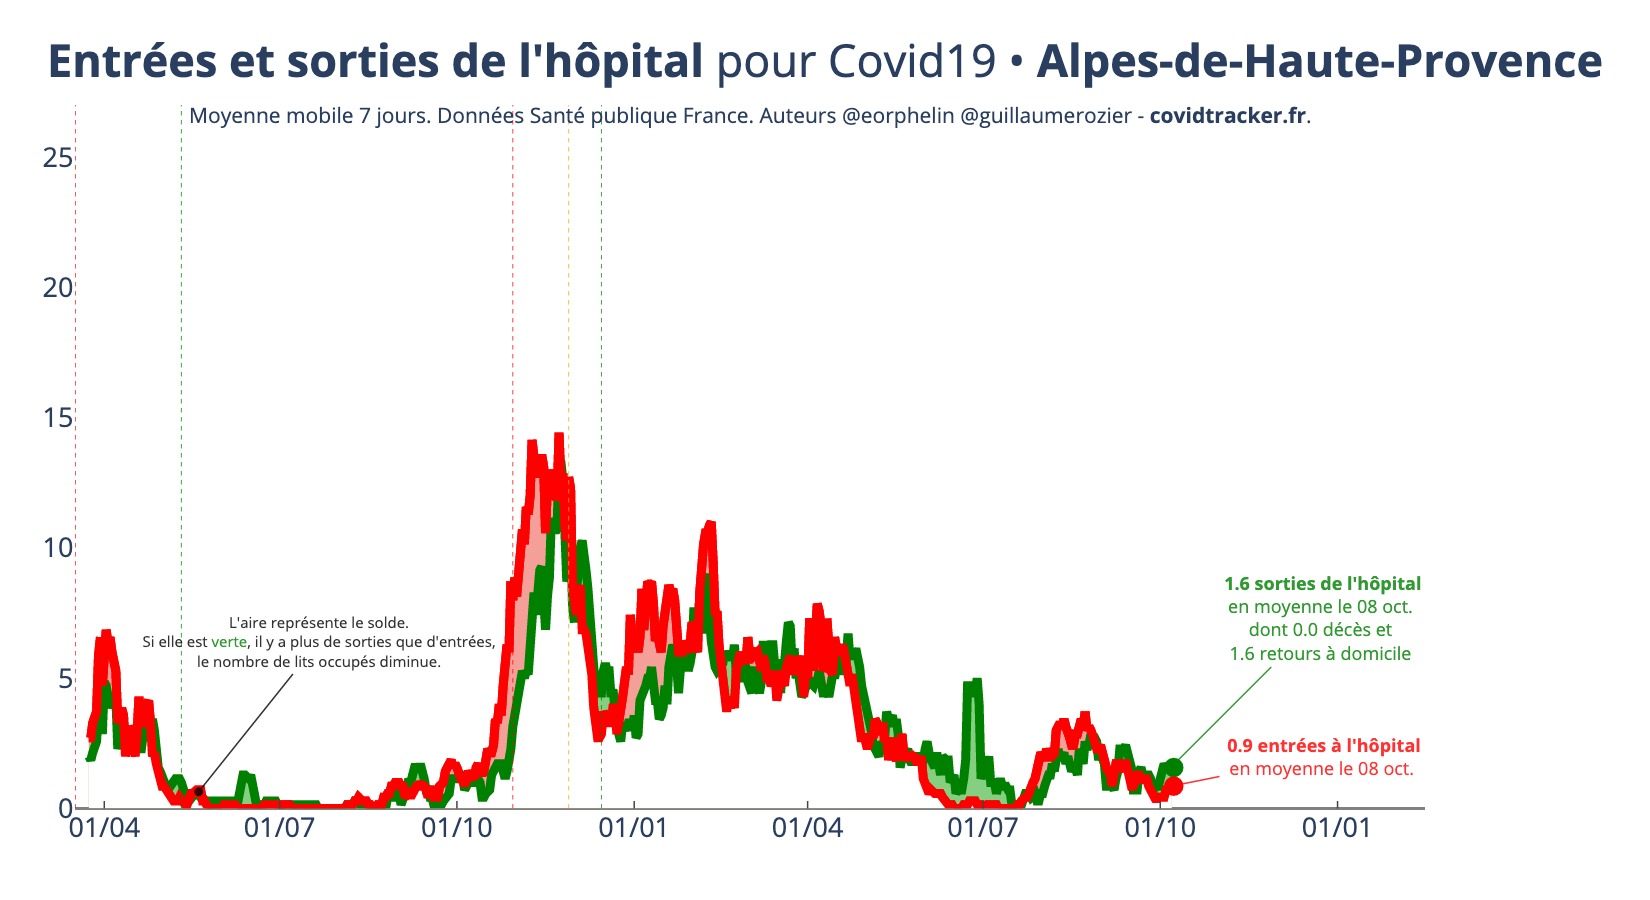 Entrées et sorties de l'hôpital pour Covid19 • Alpes-de-Haute-Provence
Moyenne mobile 7 jours. Données Santé publique France. Auteurs @eorphelin @guillaumerozier - covidtracker.fr.
25
20
15
10
5
0
L'aire représente le solde.
Si elle est verte, il y a plus de sorties que d'entrées,
le nombre de lits occupés diminue.
1.6 sorties de l'hôpital
en moyenne le 08 oct.
dont 0.0 décès et
1.6 retours à domicile
0.9 entrées à l'hôpital
en moyenne le 08 oct.
01/04 01/07 01/10 01/01 01/04 01/07 01/10 01/01